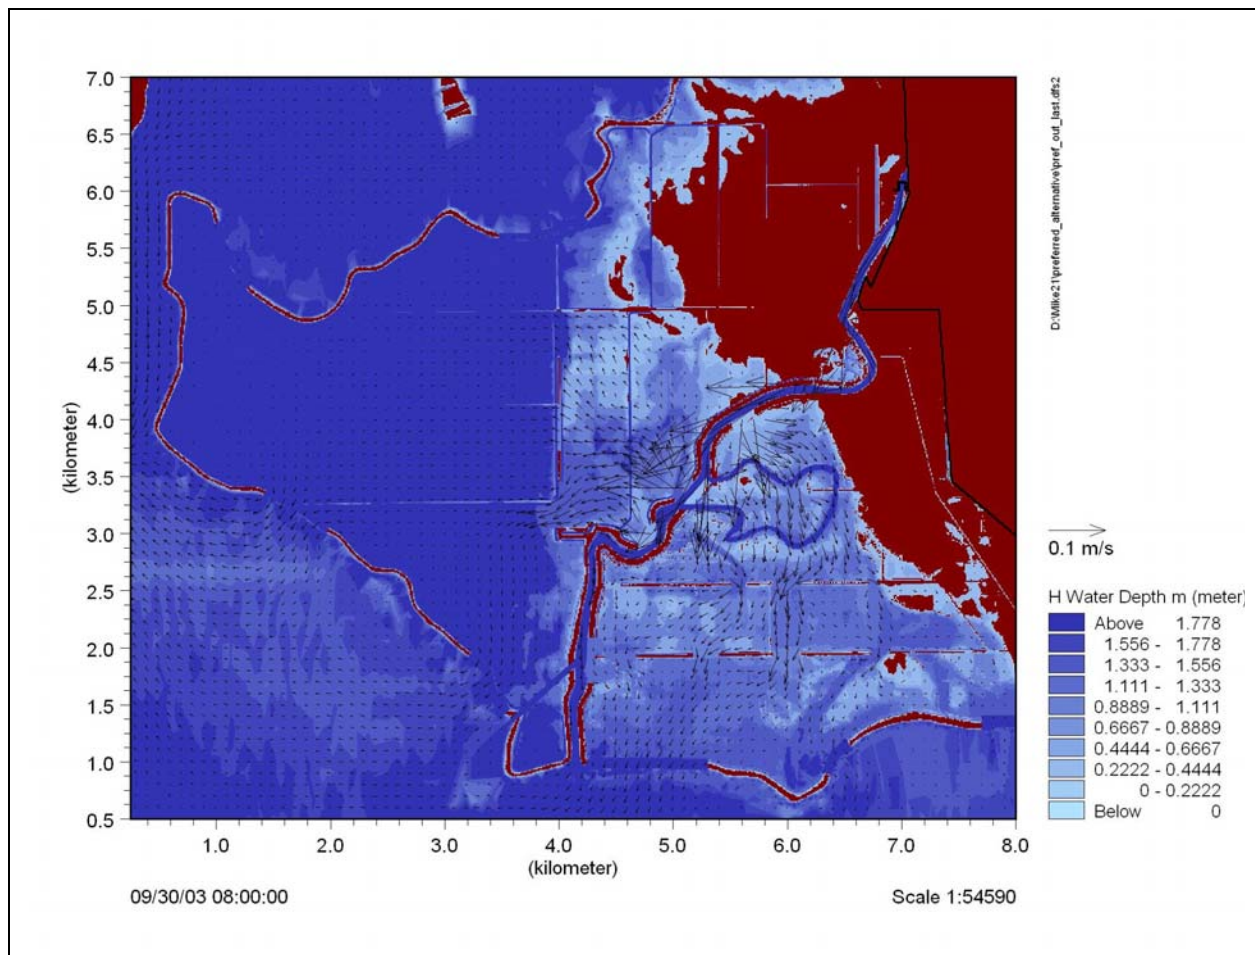 7.0
6.5
6.0
5.5
5.0
4.5
4.0
3.5
3.0
2.5
2.0
1.5
1.0
0.5
(kilometer)
1.0 2.0 3.0 4.0 5.0 6.0 7.0 8.0
(kilometer)
09/30/03 08:00:00
Scale 1:54590
D:\Mike21\preferred_alternative\pref_out_last.dfs2
0.1 m/s
H Water Depth m (meter)
Above 1.778
1.556 - 1.778
1.333 - 1.556
1.111 - 1.333
0.8889 - 1.111
0.6667 - 0.8889
0.4444 - 0.6667
0.2222 - 0.4444
0 - 0.2222
Below 0